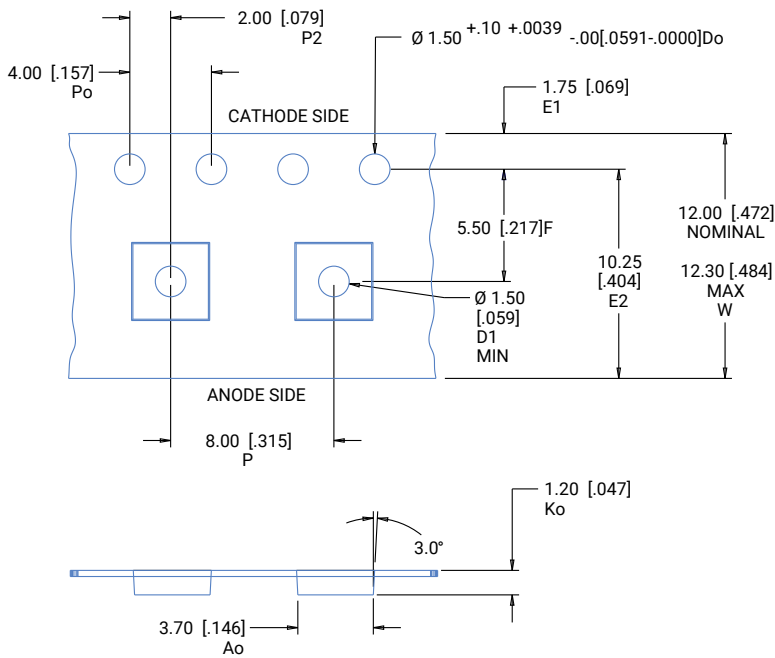 2.00 [.079]
P2
Ø 1.50 +.10 +.0039 -.00[.0591-.0000]Do
4.00 [.157]
Po
1.75 [.069]
E1
CATHODE SIDE
5.50 [.217]F
12.00 [.472]
NOMINAL
12.30 [.484]
MAX
W
10.25
[.404]
E2
Ø 1.50
[.059]
D1
MIN
ANODE SIDE
8.00 [.315]
P
1.20 [.047]
Ko
3.0°
3.70 [.146]
Ao